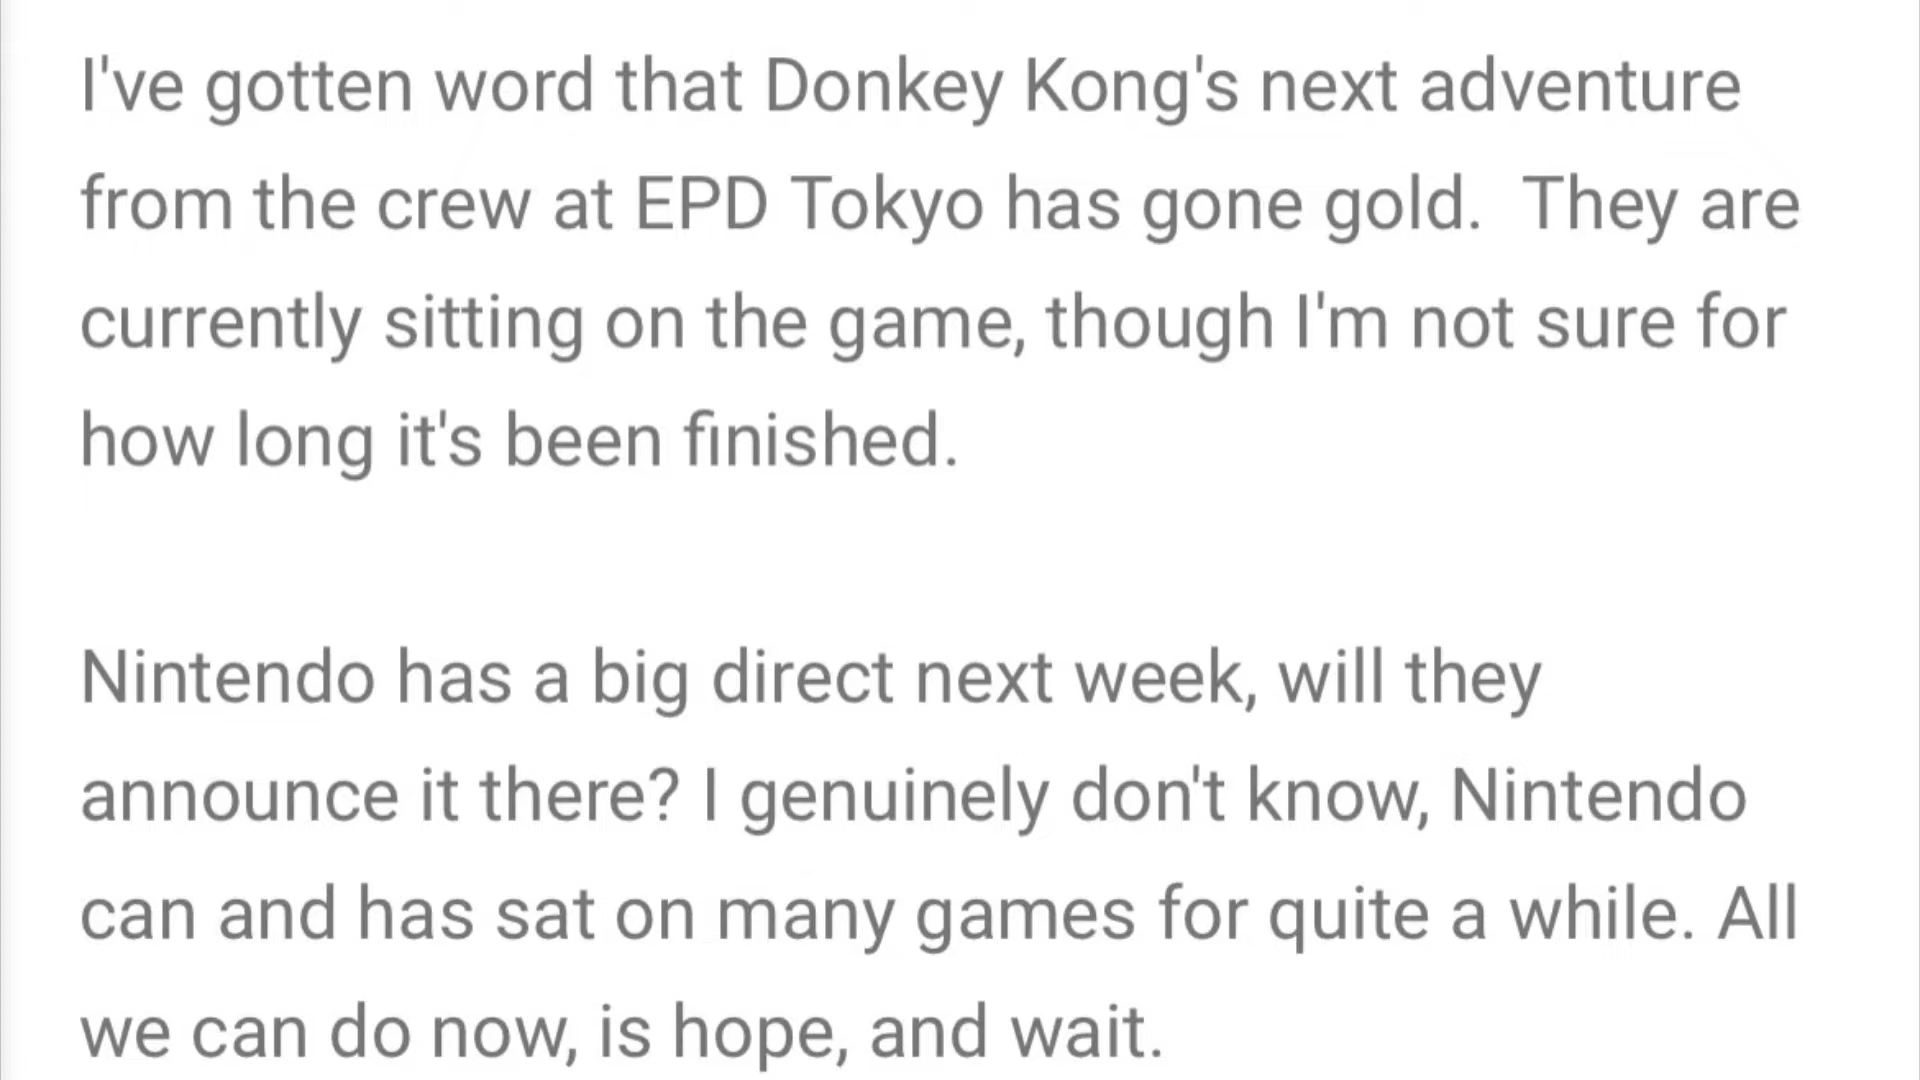 I've gotten word that Donkey Kong's next adventure
from the crew at EPD Tokyo has gone gold.  They are
currently sitting on the game, though I'm not sure for
how long it's been finished.
Nintendo has a big direct next week, will they
announce it there? I genuinely don't know, Nintendo
can and has sat on many games for quite a while. All
we can do now, is hope, and wait.